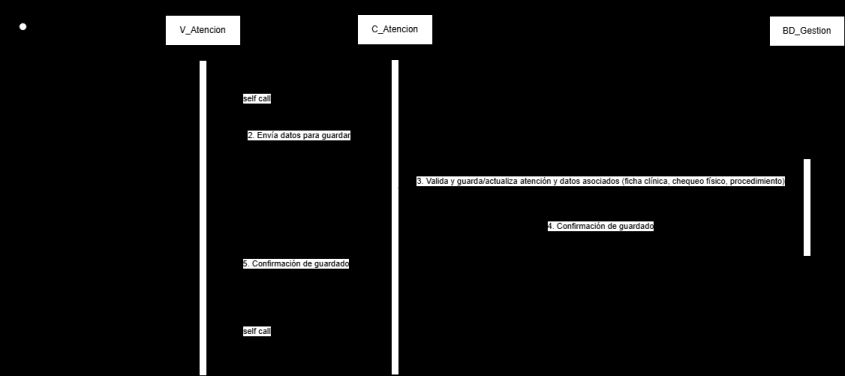 V_Atencion
C_Atencion
BD_Gestion
self call
2. Envía datos para guardar
3. Valida y guarda/actualiza atención y datos asociados (ficha clínica, chequeo físico, procedimiento)
4. Confirmación de guardado
5. Confirmación de guardado
self call